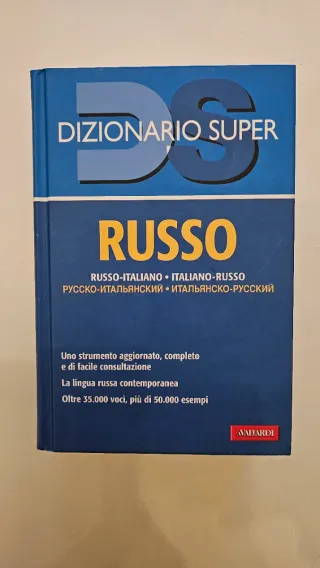 DS
DIZIONARIO SUPER
RUSSO
RUSSO-ITALIANO • ITALIANO-RUSSO
РУССКО-ИТАЛЬЯНСКИЙ • ИТАЛЬЯНСКО-РУССКИЙ
Uno strumento aggiornato, completo
e di facile consultazione
La lingua russa contemporanea
Oltre 35.000 voci, più di 50.000 esempi
AVALLARDI